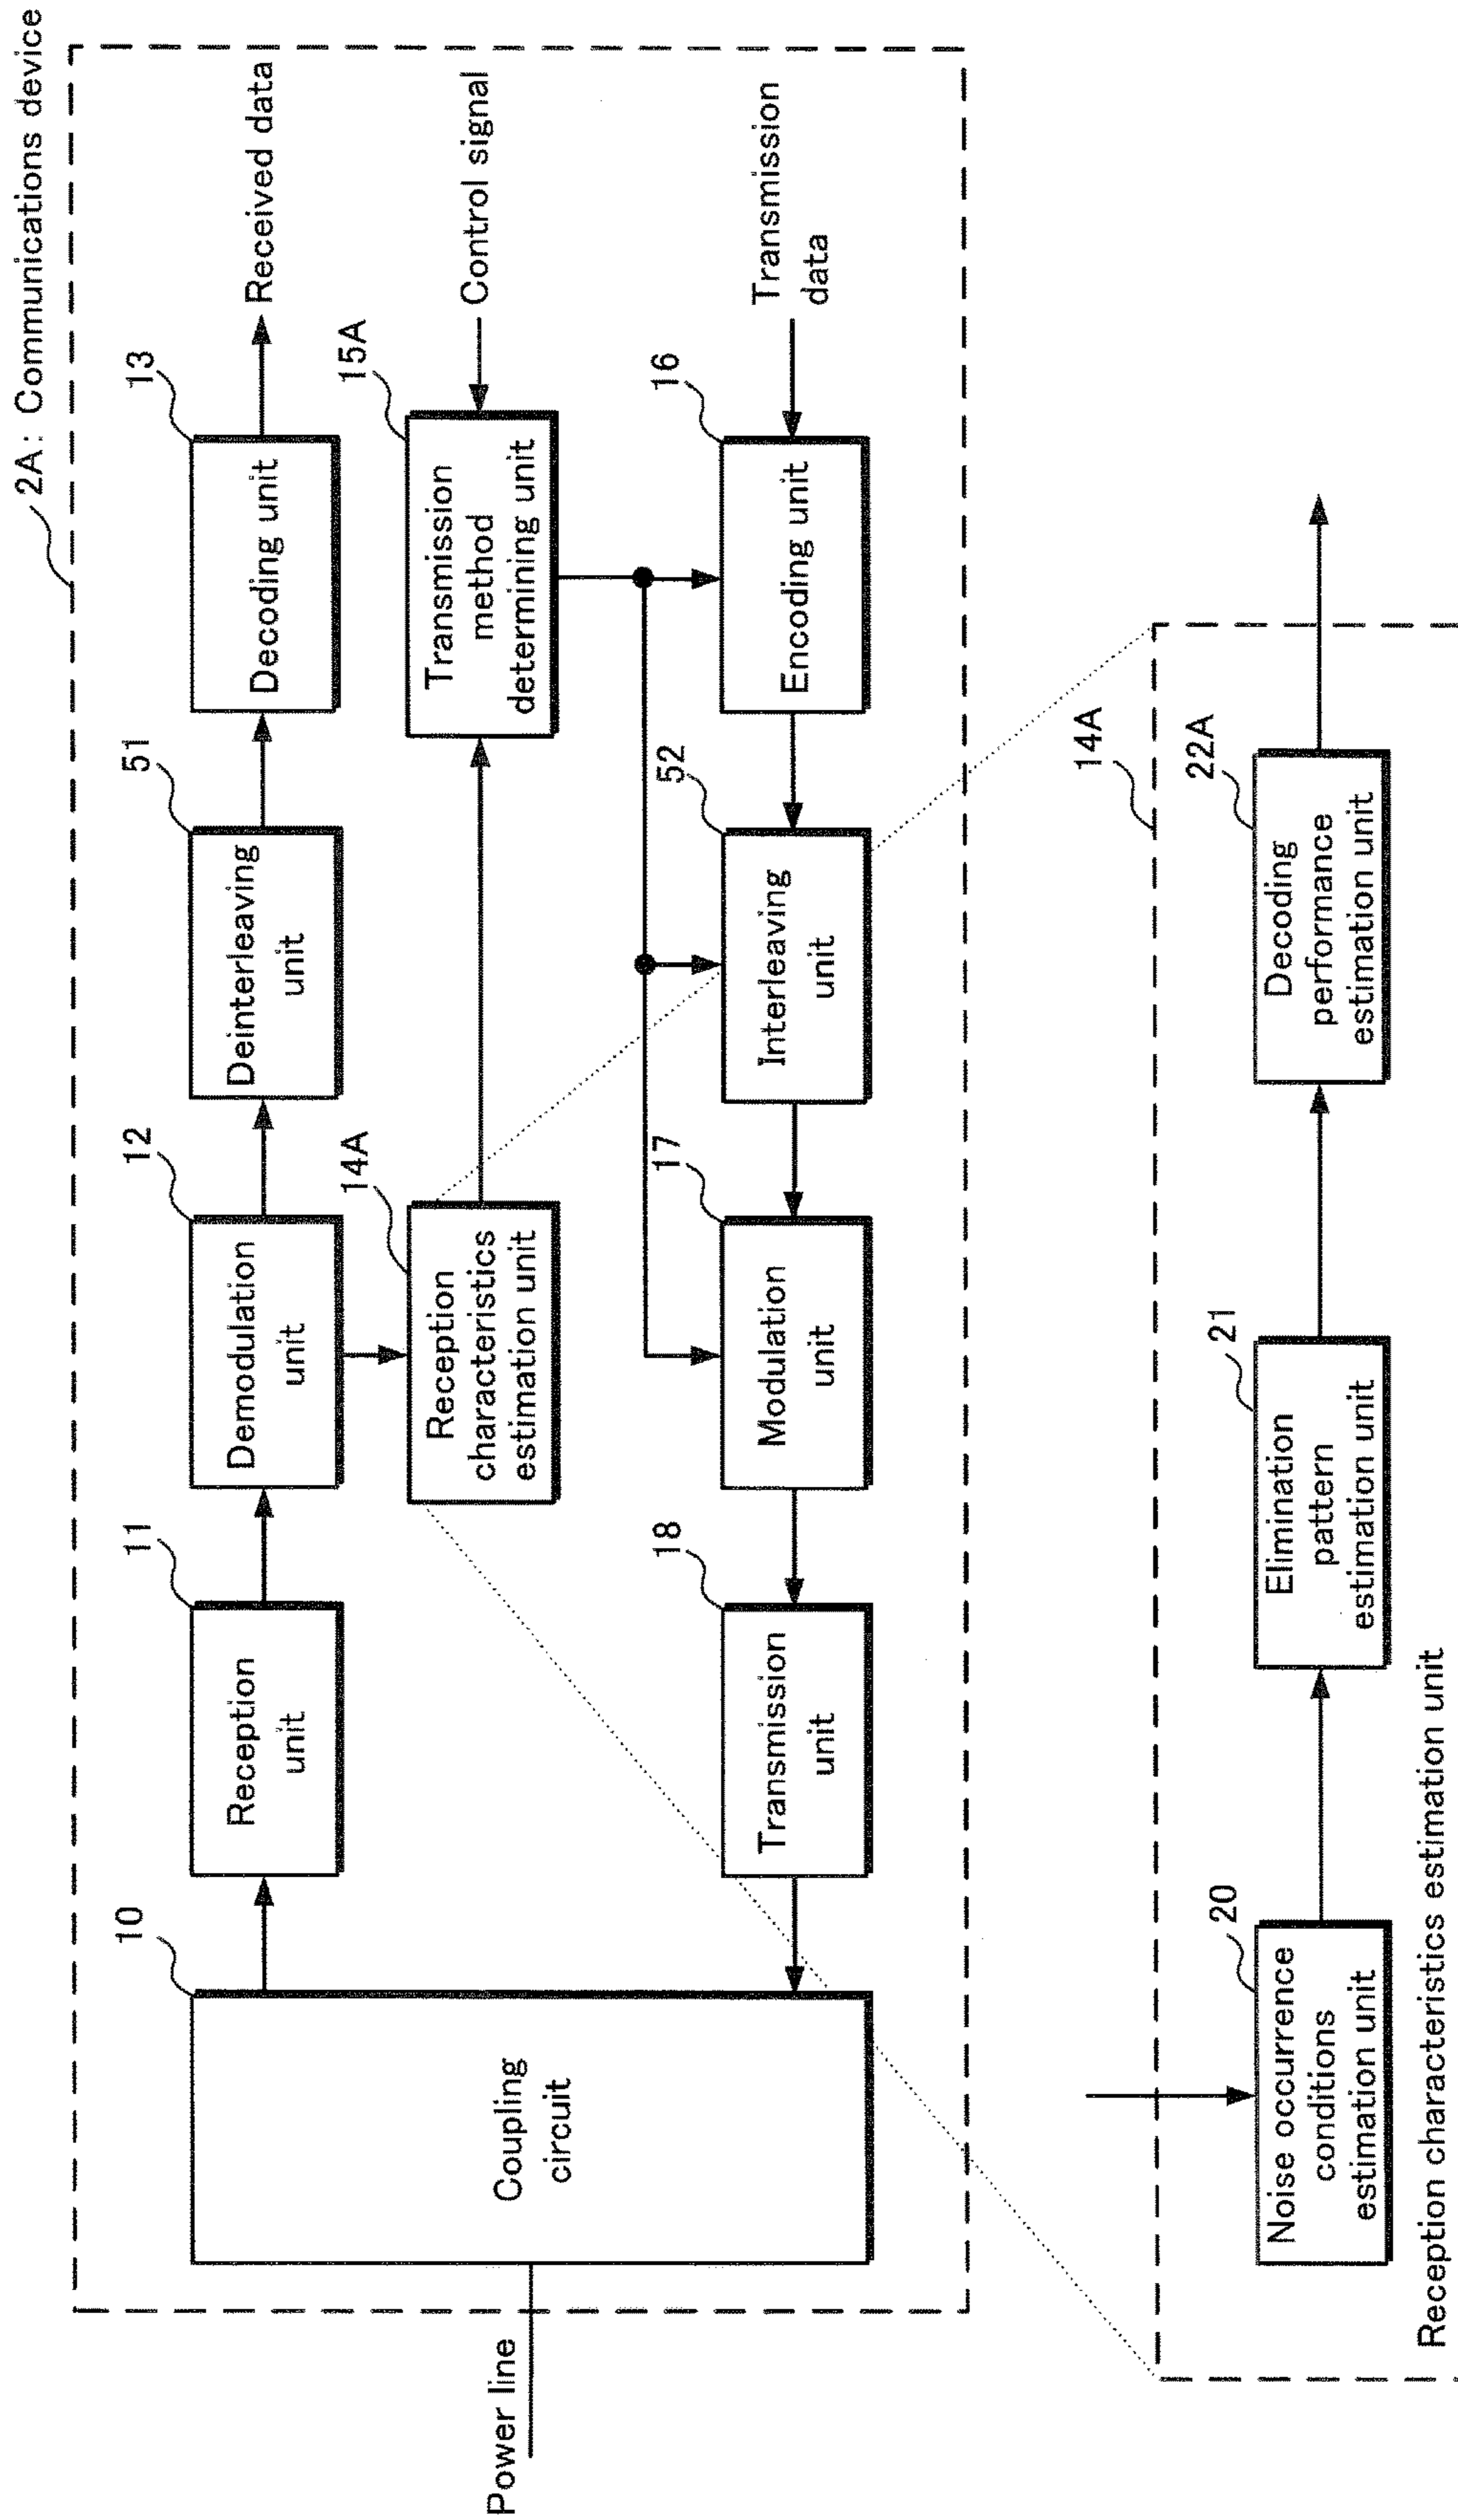 2A: Communications device
Power line
10
Coupling
circuit
11
Reception
unit
12
Demodulation
unit
51
Deinterleaving
unit
13
Decoding unit
Received data
14A
Reception
characteristics
estimation unit
15A
Transmission
method
determining unit
Control signal
18
Transmission
unit
17
Modulation
unit
52
Interleaving
unit
16
Encoding unit
Transmission
data
14A
20
Noise occurrence
conditions
estimation unit
21
Elimination
pattern
estimation unit
22A
Decoding
performance
estimation unit
Reception characteristics estimation unit